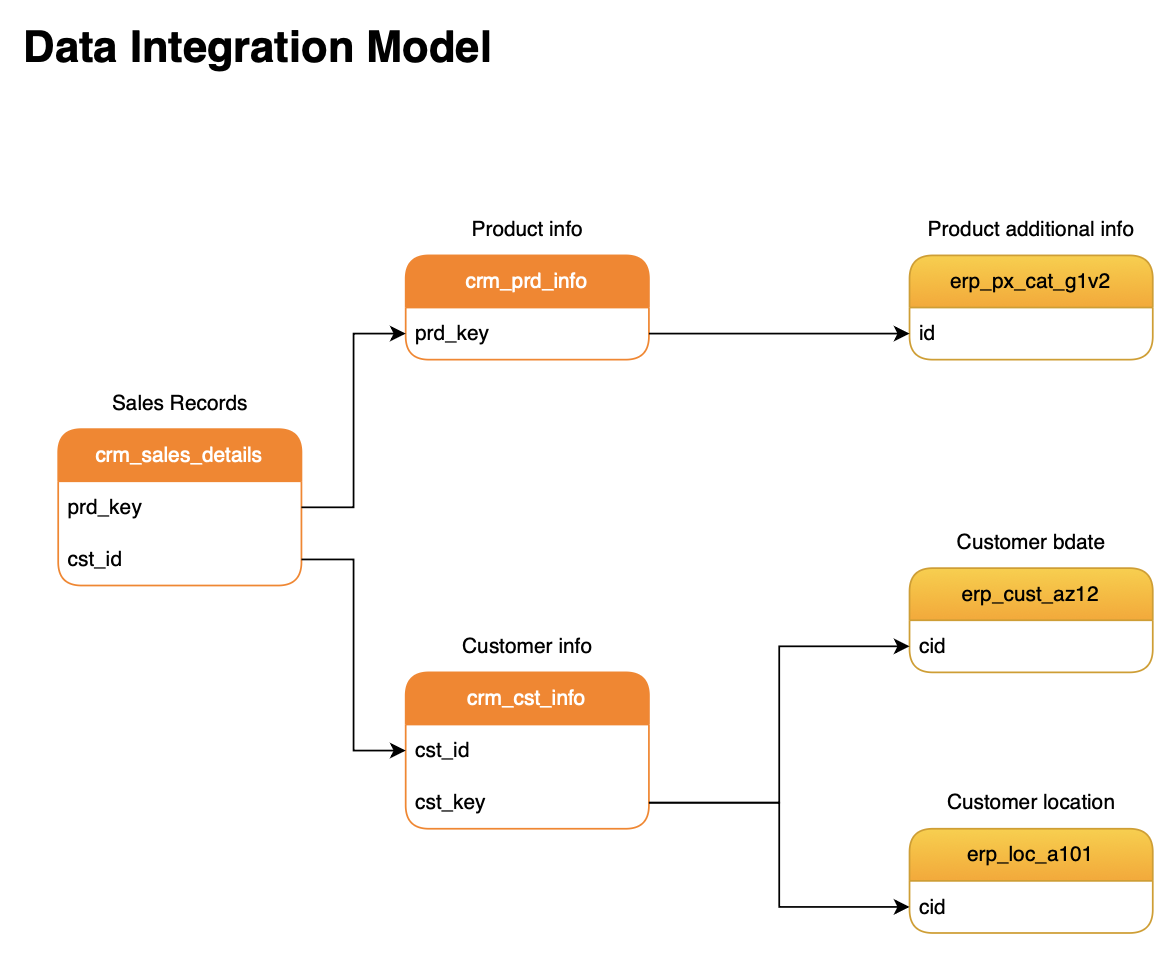 Data Integration Model
Product info
crm_prd_info
prd_key
Product additional info
erp_px_cat_g1v2
id
Sales Records
crm_sales_details
prd_key
cst_id
Customer info
crm_cst_info
cst_id
cst_key
Customer bdate
erp_cust_az12
cid
Customer location
erp_loc_a101
cid